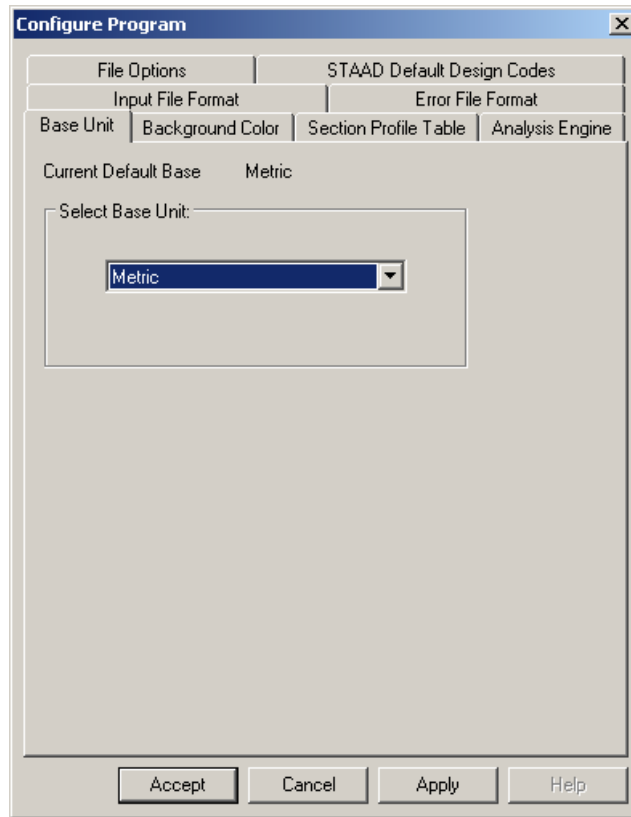 Configure Program
File Options STAAD Default Design Codes
Input File Format Error File Format
Base Unit Background Color Section Profile Table Analysis Engine
Current Default Base Metric
Select Base Unit:
Metric
Accept Cancel Apply Help